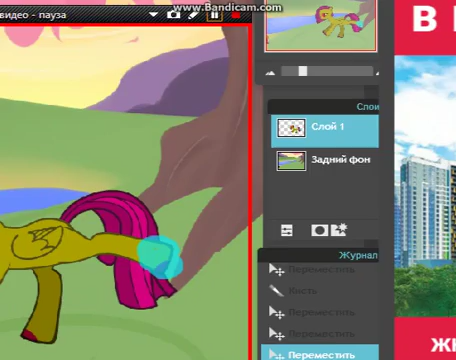 www.Bandicam.com
видео - пауза
В
Слои
Слой 1
Задний фон
Журнал
Переместить
Кисть
Переместить
Переместить
Переместить